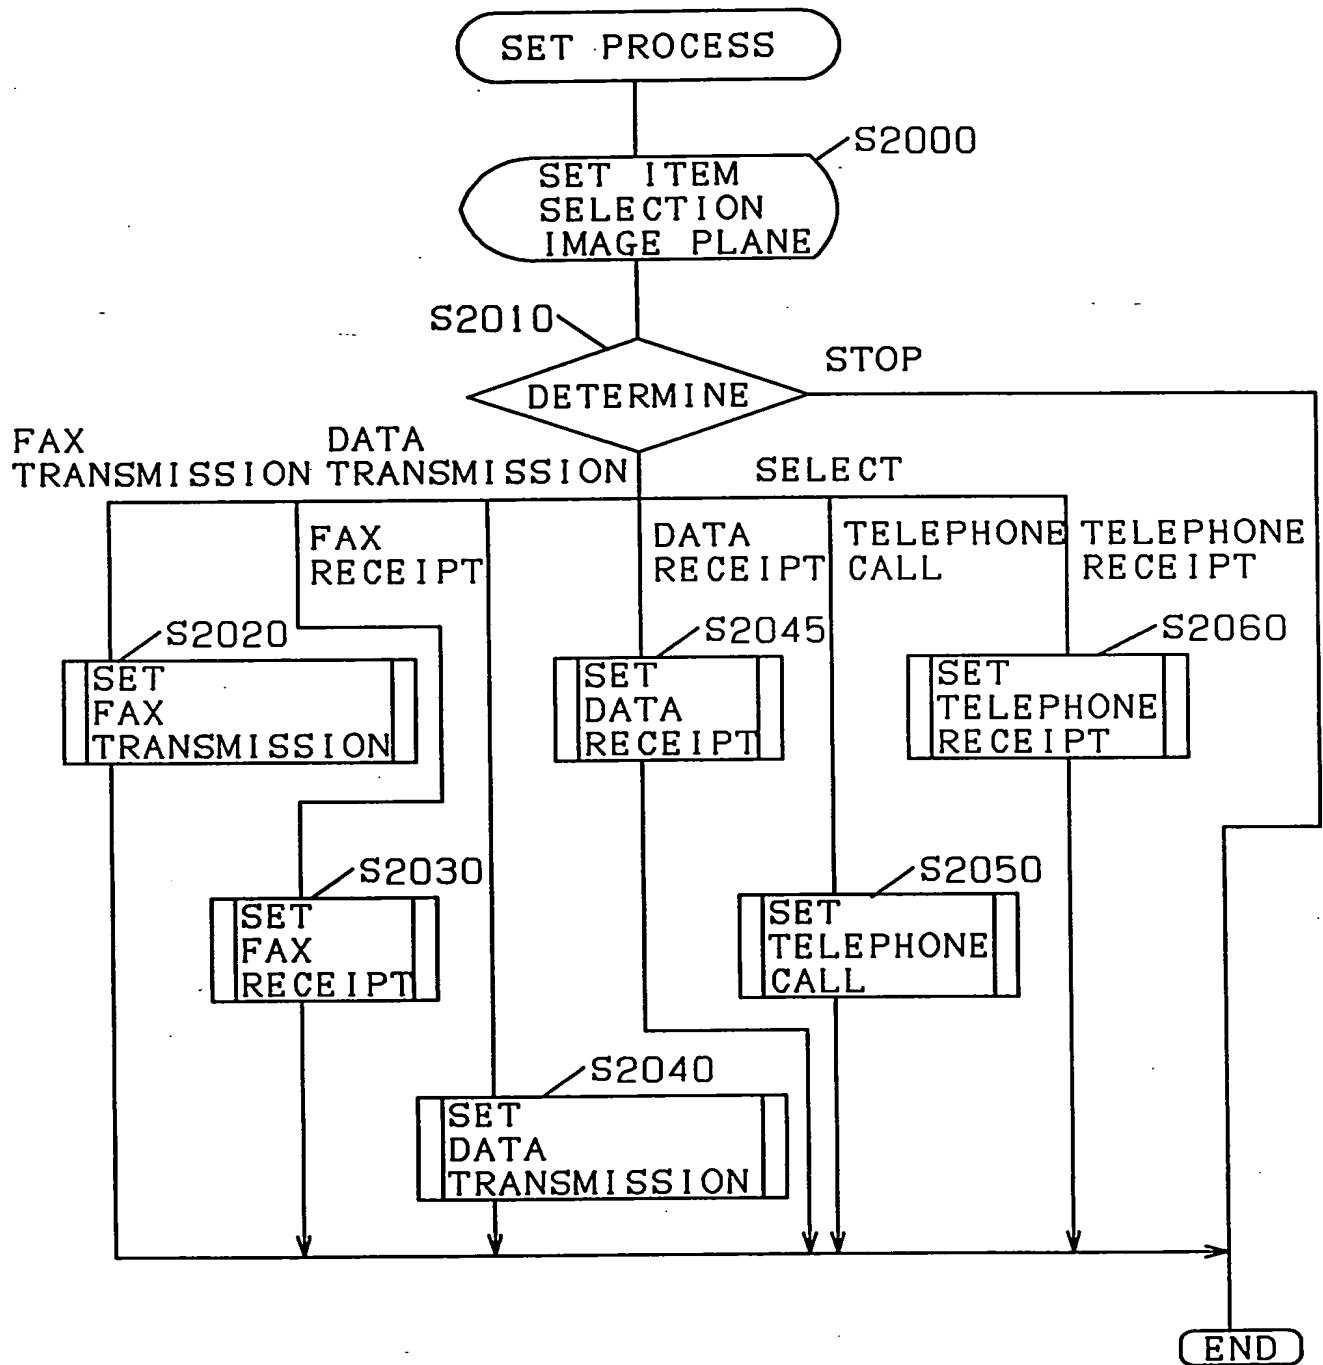 SET PROCESS
S2000
SET ITEM
SELECTION
IMAGE PLANE
S2010
STOP
DETERMINE
FAX
TRANSMISSION
DATA
TRANSMISSION
SELECT
FAX
RECEIPT
DATA
RECEIPT
TELEPHONE
CALL
TELEPHONE
RECEIPT
S2020
SET
FAX
TRANSMISSION
S2045
SET
DATA
RECEIPT
S2060
SET
TELEPHONE
RECEIPT
S2030
SET
FAX
RECEIPT
S2050
SET
TELEPHONE
CALL
S2040
SET
DATA
TRANSMISSION
END